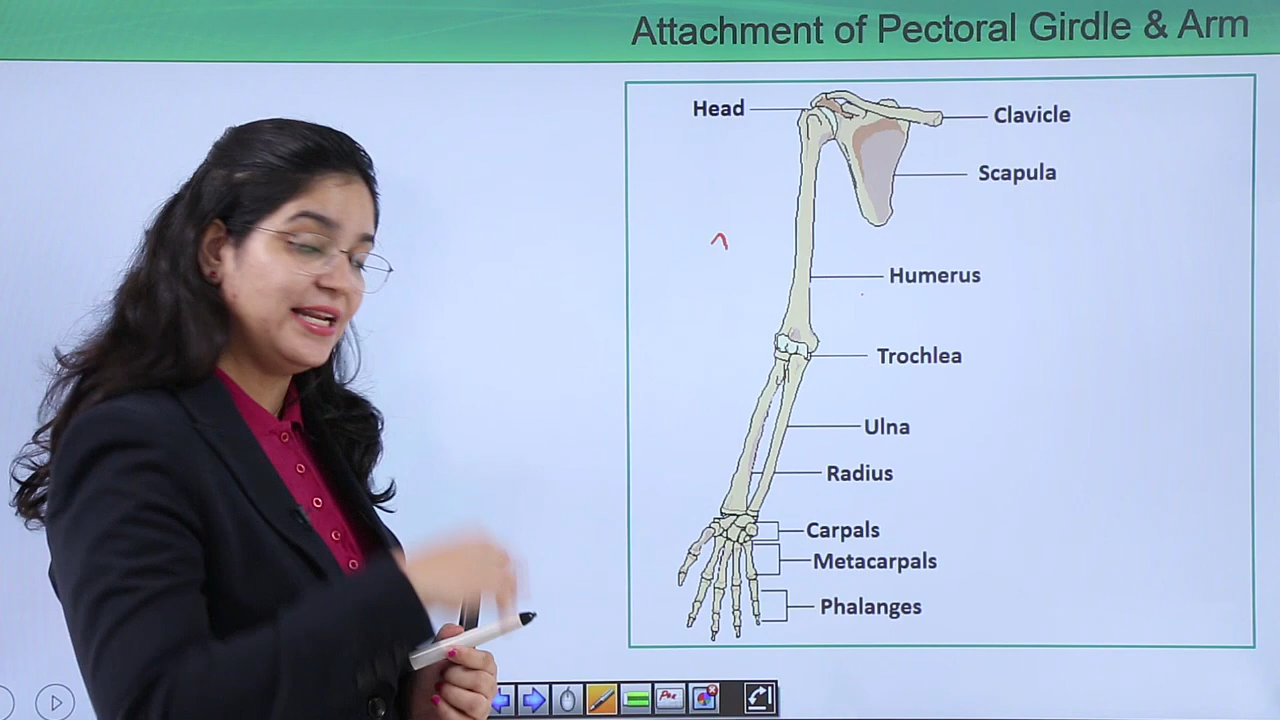 Attachment of Pectoral Girdle & Arm
Head
Clavicle
Scapula
Humerus
Trochlea
Ulna
Radius
Carpals
Metacarpals
Phalanges